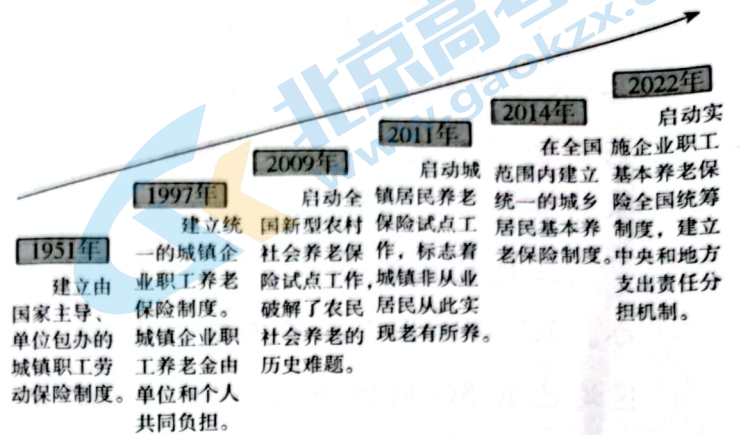 1951年
建立由
国家主导、
单位包办的
城镇职工劳
动保险制度。
1997年
建立统
一的城镇企
业职工养老
保险制度。
城镇企业职
工养老金由
单位和个人
共同负担。
2009年
启动全
国新型农村
社会养老保
险试点工作，
破解了农民
社会养老的
历史难题。
2011年
启动城
镇居民养老
保险试点工
作，标志着
城镇非从业
居民从此实
现老有所养。
2014年
在全国
范围内建立
统一的城乡
居民基本养
老保险制度。
2022年
启动实
施企业职工
基本养老保
险全国统筹
制度，建立
中央和地方
支出责任分
担机制。
北京高考
www.gaokzx.c